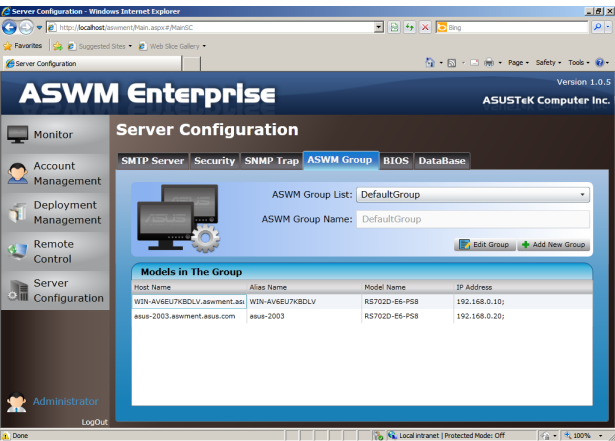 Server Configuration - Windows Internet Explorer
http://localhost/aswment/Main.aspx#/MainSC
Bing
Favorites
Suggested Sites
Web Slice Gallery
Server Configuration
Page
Safety
Tools
Version 1.0.5
ASWM Enterprise
ASUSTeK Computer Inc.
Monitor
Account Management
Deployment Management
Remote Control
Server Configuration
Administrator
LogOut
Server Configuration
SMTP Server
Security
SNMP Trap
ASWM Group
BIOS
DataBase
ASWM Group List: DefaultGroup
ASWM Group Name: DefaultGroup
Edit Group
Add New Group
Models in The Group
Host Name Alias Name Model Name IP Address
WIN-AV6EU7KBDLV.aswment.asu WIN-AV6EU7KBDLV RS702D-E6-PS8 192.168.0.10;
asus-2003.aswment.asus.com asus-2003 RS702D-E6-PS8 192.168.0.20;
Done
Local intranet | Protected Mode: Off
100%